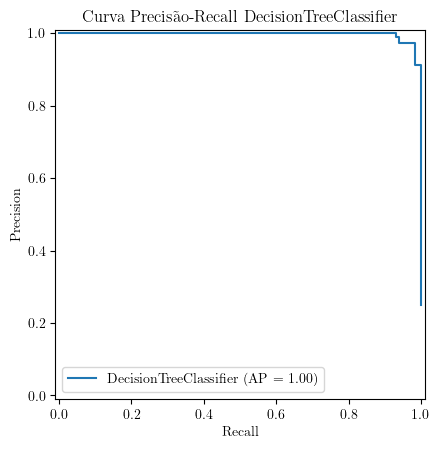 Curva Precisão-Recall DecisionTreeClassifier
1.0
0.8
0.6
0.4
0.2
0.0
Precision
DecisionTreeClassifier (AP = 1.00)
0.0 0.2 0.4 0.6 0.8 1.0
Recall